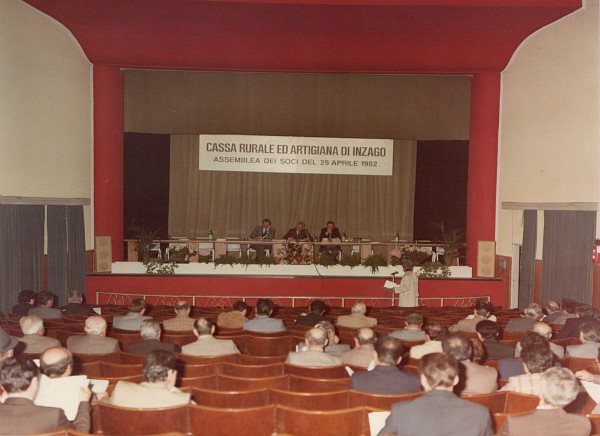 CASSA RURALE ED ARTIGIANA DI INZAGO
ASSEMBLEA DEI SOCI DEL 25 APRILE 1982